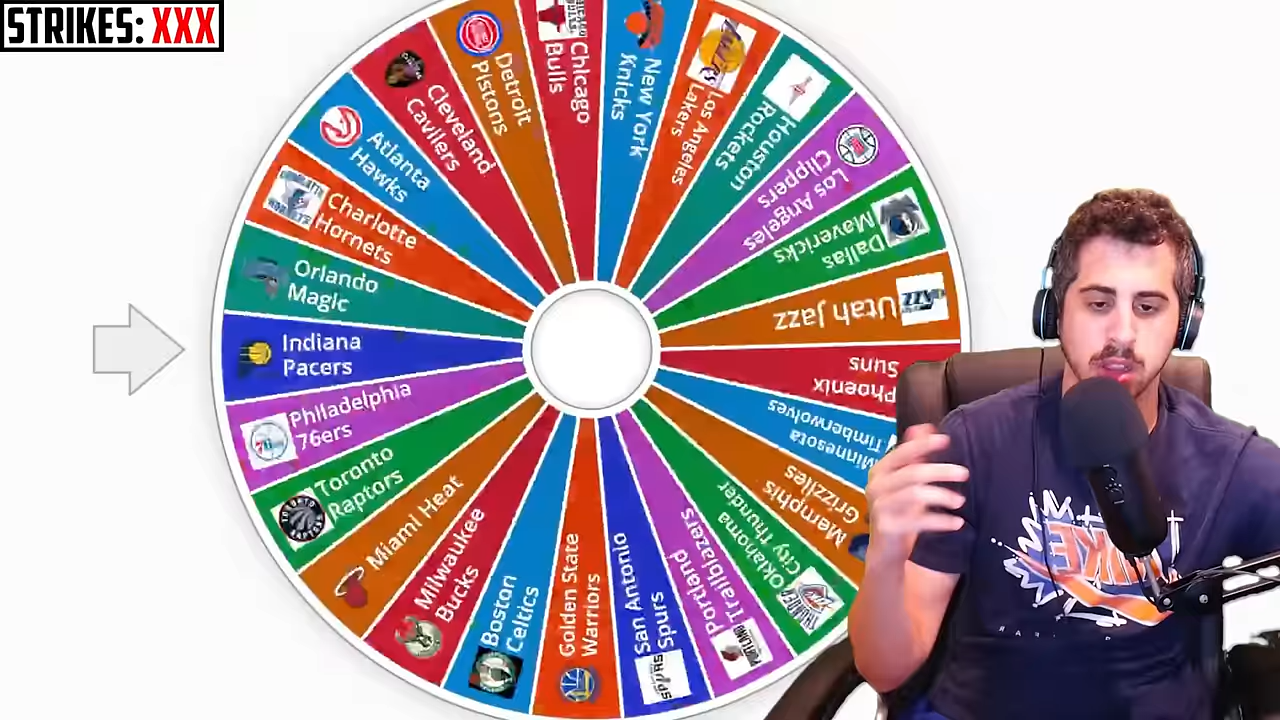 STRIKES: XXX
Chicago
Bulls
New York
Knicks
Los Angeles
Lakers
Houston
Rockets
Los Angeles
Clippers
Dallas
Mavericks
Utah Jazz
Phoenix
Suns
Minnesota
Timberwolves
Memphis
Grizzlies
Oklahoma
City Thunder
Portland
Trailblazers
San Antonio
Spurs
Golden State
Warriors
Boston
Celtics
Milwaukee
Bucks
Miami Heat
Toronto
Raptors
Philadelphia
76ers
Indiana
Pacers
Orlando
Magic
Charlotte
Hornets
Atlanta
Hawks
Cleveland
Cavliers
Detroit
Pistons